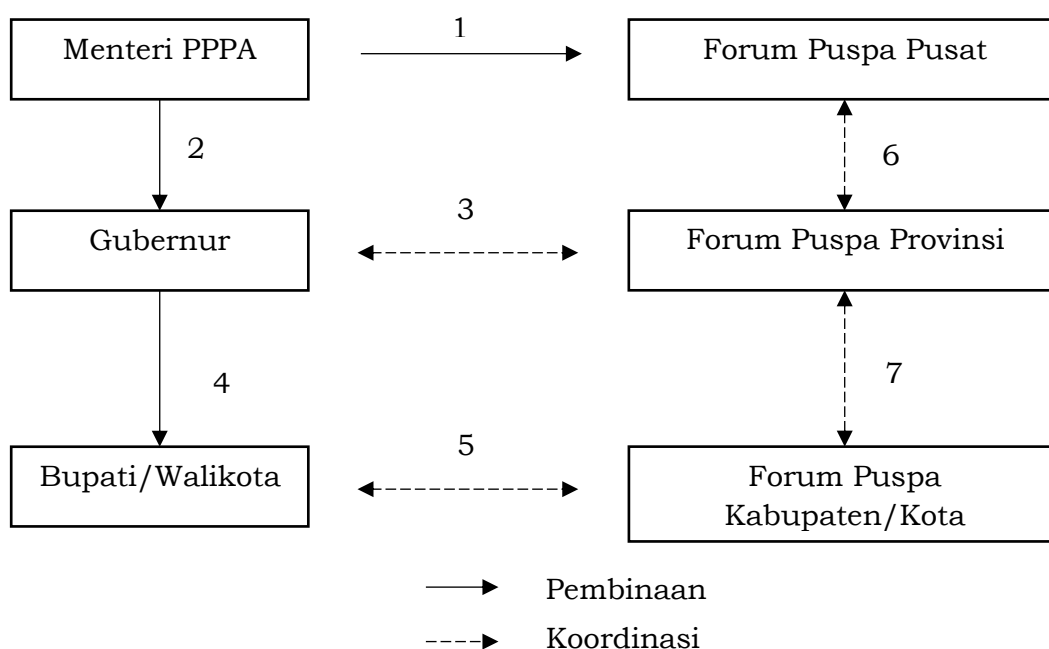 1
Menteri PPPA
Forum Puspa Pusat
2
6
3
Gubernur
Forum Puspa Provinsi
4
7
5
Bupati/Walikota
Forum Puspa
Kabupaten/Kota
Pembinaan
Koordinasi